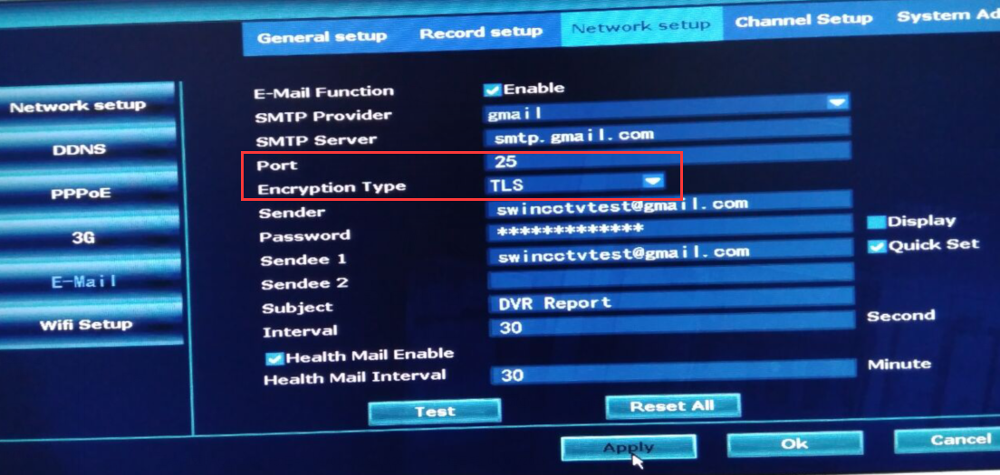 General setup Record setup Network setup Channel Setup System Ad
Network setup
DDNS
PPPoE
3G
E-Mail
Wifi Setup
E-Mail Function Enable
SMTP Provider gmail
SMTP Server smtp.gmail.com
Port 25
Encryption Type TLS
Sender swincctvtest@gmail.com
Password ************* Display
Sendee 1 swincctvtest@gmail.com Quick Set
Sendee 2
Subject DVR Report
Interval 30 Second
Health Mail Enable
Health Mail Interval 30 Minute
Test Reset All
Apply Ok Cancel